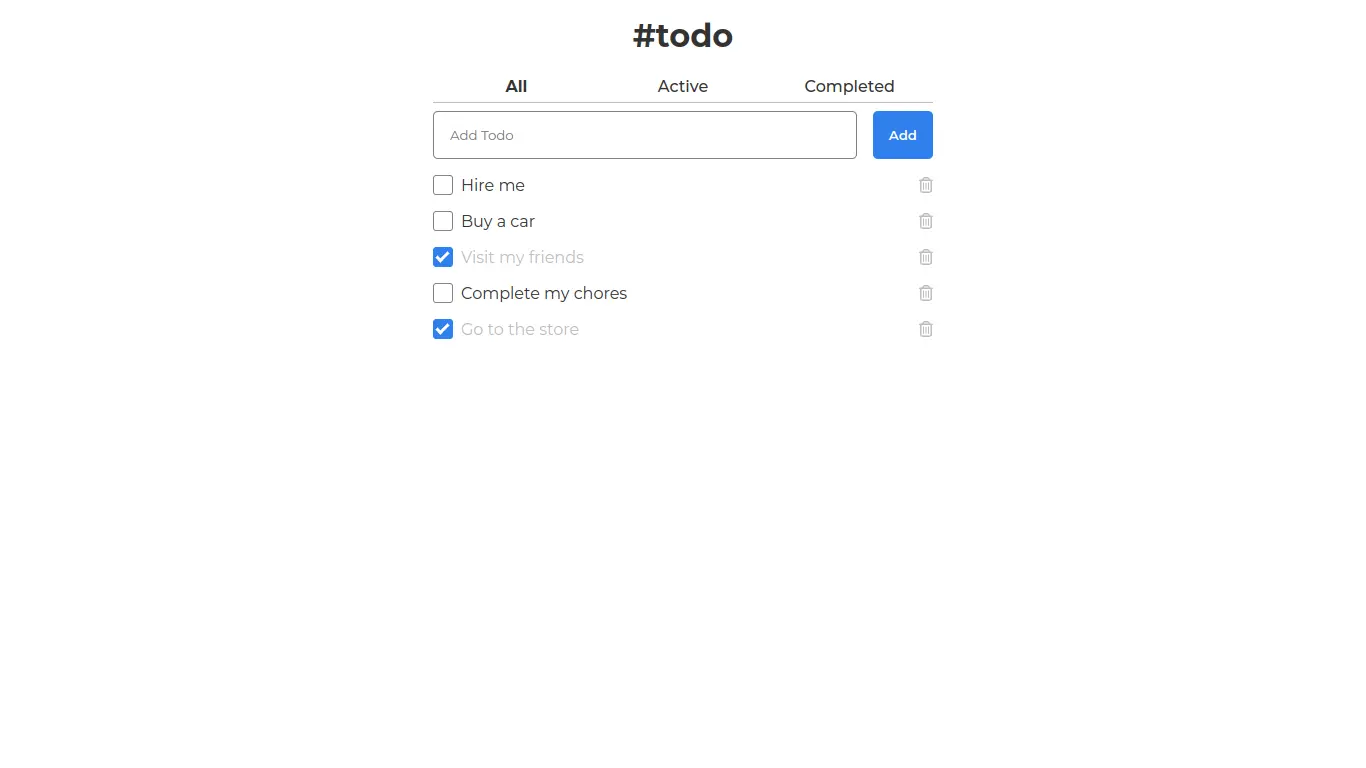 #todo
All Active Completed
Add Todo Add
Hire me
Buy a car
Visit my friends
Complete my chores
Go to the store